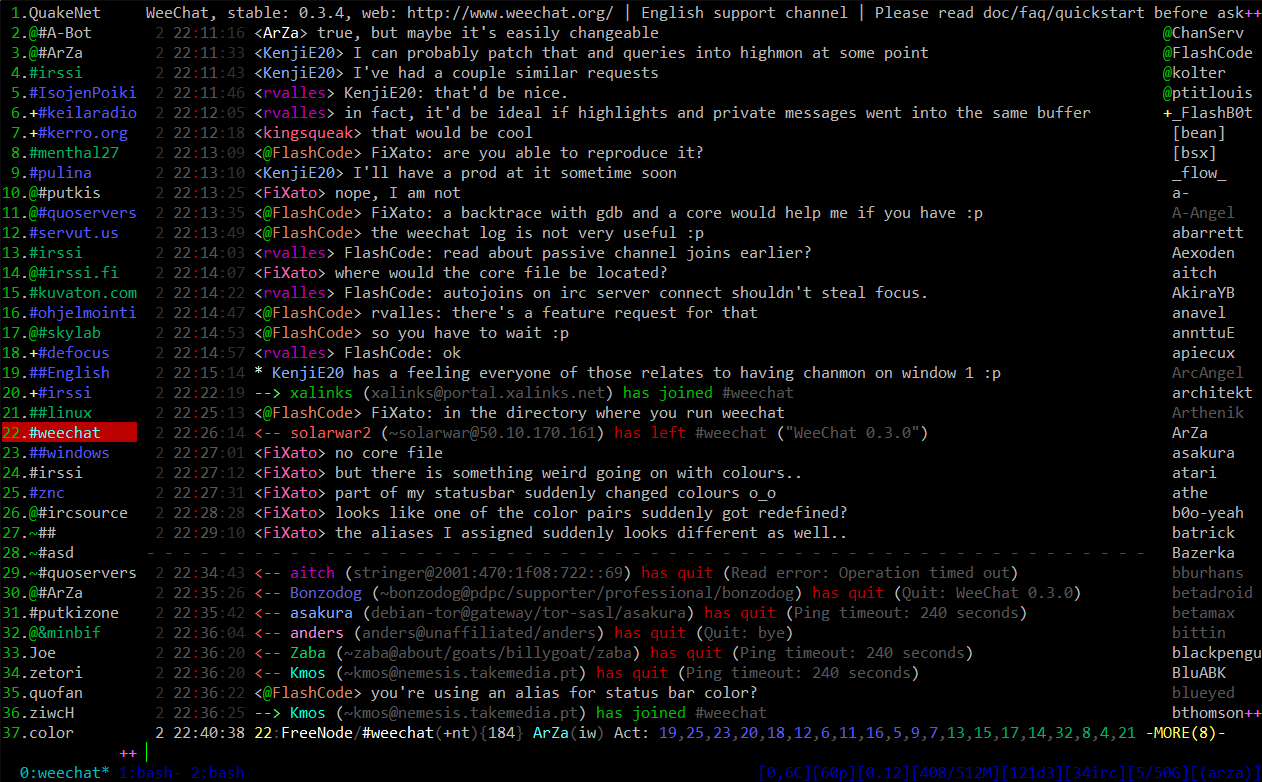 1.QuakeNet WeeChat, stable: 0.3.4, web: http://www.weechat.org/ | English support channel | Please read doc/faq/quickstart before ask++
2.@#A-Bot 2 22:11:16 <ArZa> true, but maybe it's easily changeable @ChanServ
3.@#ArZa 2 22:11:33 <KenjiE20> I can probably patch that and queries into highmon at some point @FlashCode
4.#irssi 2 22:11:43 <KenjiE20> I've had a couple similar requests @kolter
5.#IsojenPoiki 2 22:11:46 <rvalles> KenjiE20: that'd be nice. @ptitlouis
6.+#keilaradio 2 22:12:05 <rvalles> in fact, it'd be ideal if highlights and private messages went into the same buffer +_FlashB0t
7.+#kerro.org 2 22:12:18 <kingsqueak> that would be cool [bean]
8.#menthal27 2 22:13:09 <@FlashCode> FiXato: are you able to reproduce it? [bsx]
9.#pulina 2 22:13:10 <KenjiE20> I'll have a prod at it sometime soon _flow_
10.@#putkis 2 22:13:25 <FiXato> nope, I am not a-
11.@#quoservers 2 22:13:35 <@FlashCode> FiXato: a backtrace with gdb and a core would help me if you have :p A-Angel
12.#servut.us 2 22:13:49 <@FlashCode> the weechat log is not very useful :p abarrett
13.#irssi 2 22:14:03 <rvalles> FlashCode: read about passive channel joins earlier? Aexoden
14.@#irssi.fi 2 22:14:07 <FiXato> where would the core file be located? aitch
15.#kuvaton.com 2 22:14:22 <rvalles> FlashCode: autojoins on irc server connect shouldn't steal focus. AkiraYB
16.#ohjelmointi 2 22:14:47 <@FlashCode> rvalles: there's a feature request for that anavel
17.@#skylab 2 22:14:53 <@FlashCode> so you have to wait :p annttuE
18.+#defocus 2 22:14:57 <rvalles> FlashCode: ok apiecux
19.##English 2 22:15:14 * KenjiE20 has a feeling everyone of those relates to having chanmon on window 1 :p ArcAngel
20.+#irssi 2 22:22:23 --> xalinks (xalinks@portal.xalinks.net) has joined #weechat architekt
21.##linux 2 22:25:13 <@FlashCode> FiXato: in the directory where you run weechat Arthenik
22.#weechat 2 22:26:14 <-- solarwar2 (~solarwar@50.10.170.161) has left #weechat ("WeeChat 0.3.0") ArZa
23.##windows 2 22:27:01 <FiXato> no core file asakura
24.#irssi 2 22:27:12 <FiXato> but there is something weird going on with colours.. atari
25.#znc 2 22:27:31 <FiXato> part of my statusbar suddenly changed colours o_o athe
26.@#ircsource 2 22:28:28 <FiXato> looks like one of the color pairs suddenly got redefined? b0o-yeah
27.~## 2 22:29:10 <FiXato> the aliases I assigned suddenly looks different as well.. batrick
28.~#asd - - - - - - - - - - - - - - - - - - - - - - - - - - - - - - - - - - - - - - - - - - - - - - - - - - - - - - - - Bazerka
29.~#quoservers 2 22:34:43 <-- aitch (stringer@2001:470:1f08:722::69) has quit (Read error: Operation timed out) bburhans
30.@#ArZa 2 22:35:26 <-- Bonzodog (~bonzodog@pdpc/supporter/professional/benzodog) has quit (Quit: WeeChat 0.3.0) betadroid
31.#putkizone 2 22:35:42 <-- asakura (debian-tor@gateway/tor-sasl/asakura) has quit (Ping timeout: 240 seconds) betamax
32.@&minbif 2 22:36:04 <-- anders (anders@unaffiliated/anders) has quit (Quit: bye) bittin
33.Joe 2 22:36:20 <-- Zaba (~zaba@about/goats/billygoat/zaba) has quit (Ping timeout: 240 seconds) blackpengu
34.zetori 2 22:36:20 <-- Kmos (~kmos@nemesis.takemedia.pt) has quit (Ping timeout: 240 seconds) BluABK
35.quofan 2 22:36:22 <@FlashCode> you're using an alias for status bar color? blueyed
36.ziwcH 2 22:36:25 --> Kmos (~kmos@nemesis.takemedia.pt) has joined #weechat bthomson++
37.color 2 22:40:38 22:FreeNode/#weechat(+nt){184} ArZa(iw) Act: 19,25,23,20,18,12,6,11,16,5,9,7,13,15,17,14,32,8,4,21 -MORE(8)-
++
0:weechat* 1:bash- 2:bash [0,6C][60p][0.12][408/512M][121d3][34irc][5/50G][(arza)]